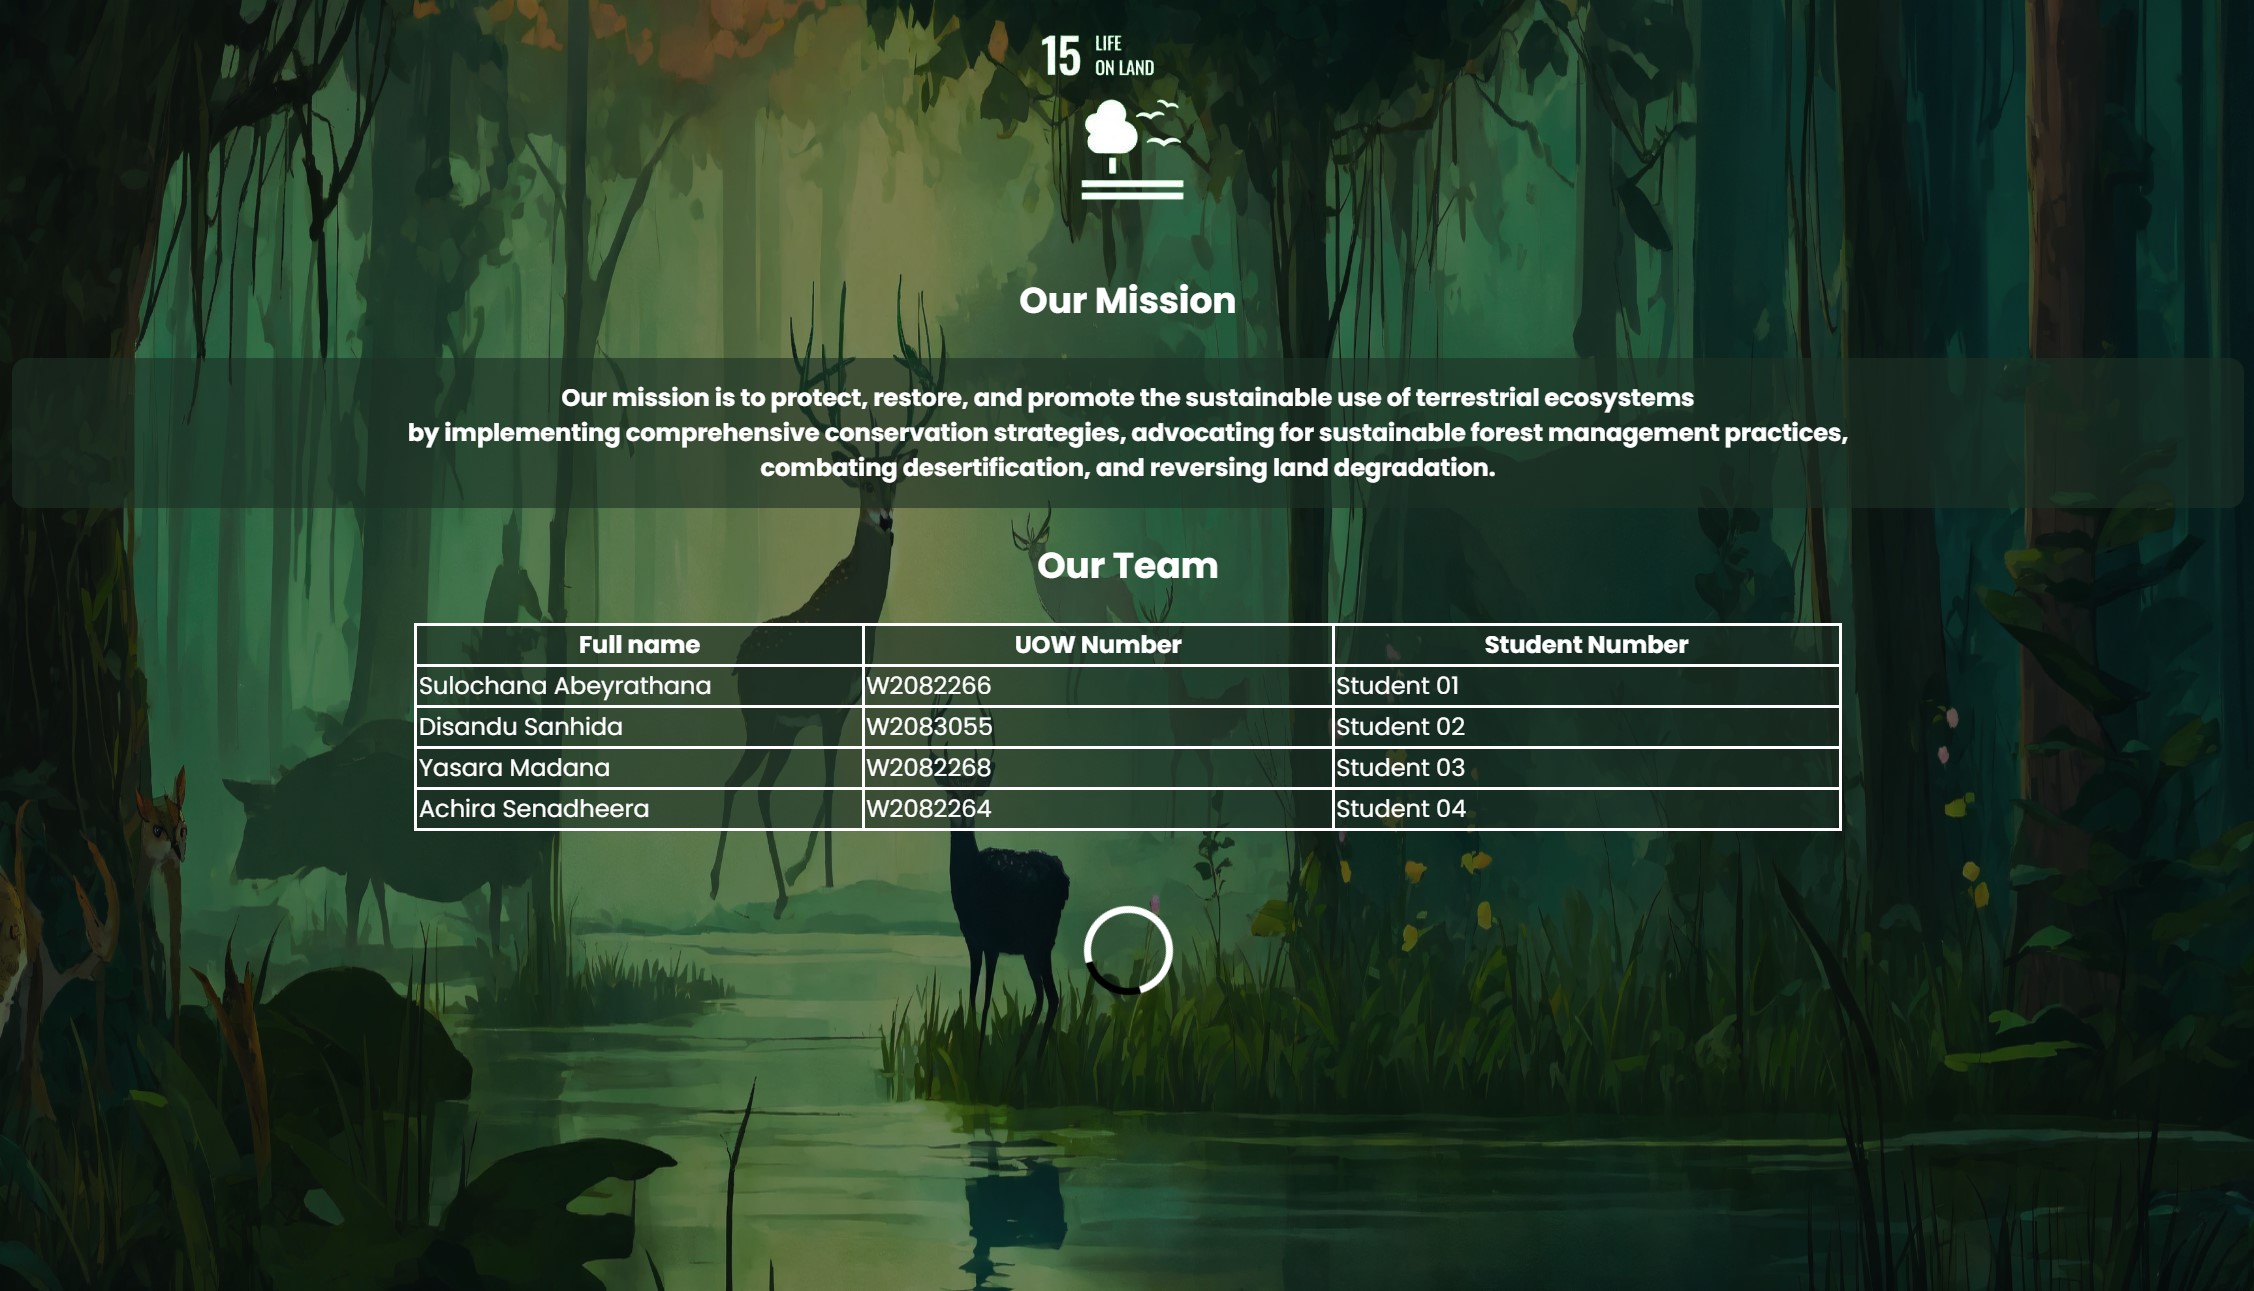 15 LIFE
ON LAND
Our Mission
Our mission is to protect, restore, and promote the sustainable use of terrestrial ecosystems
by implementing comprehensive conservation strategies, advocating for sustainable forest management practices,
combating desertification, and reversing land degradation.
Our Team
Full name UOW Number Student Number
Sulochana Abeyrathana W2082266 Student 01
Disandu Sanhida W2083055 Student 02
Yasara Madana W2082268 Student 03
Achira Senadheera W2082264 Student 04